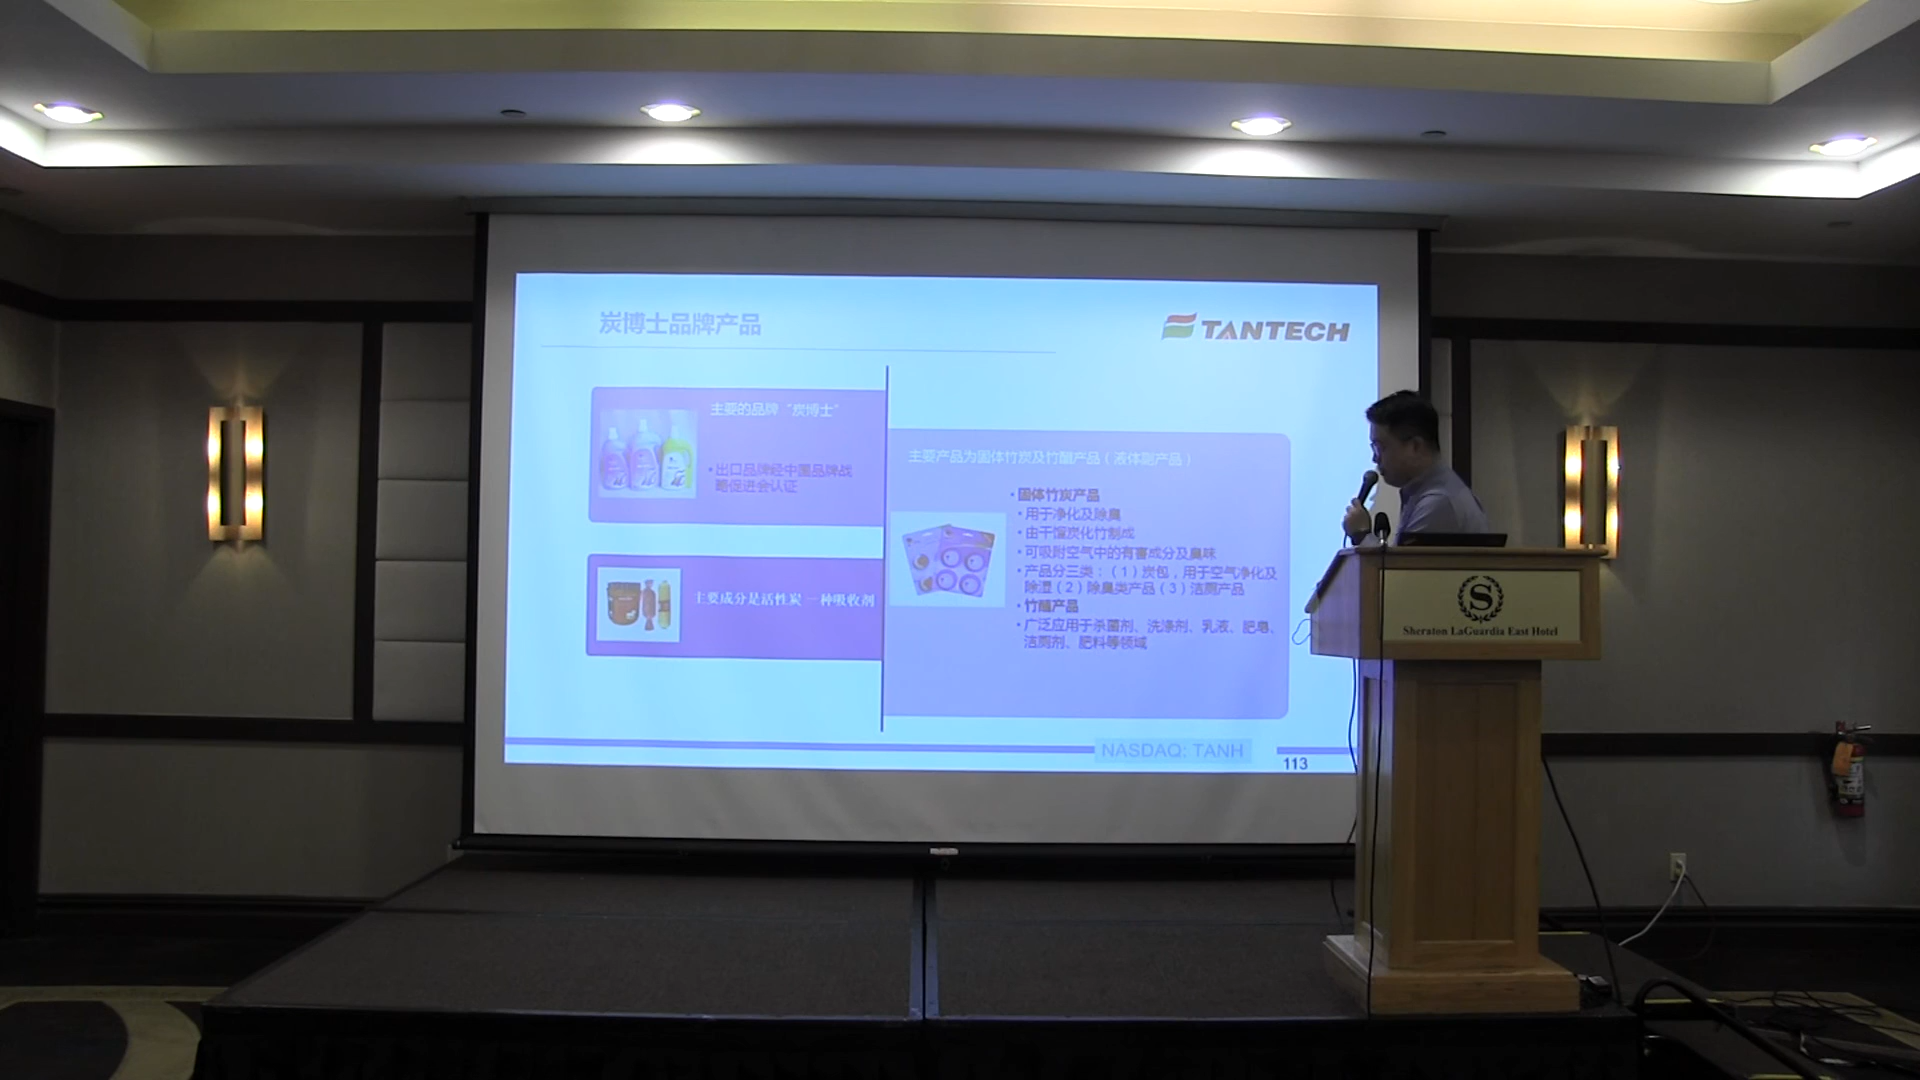 炭博士品牌产品
TANTECH
主要的品牌“炭博士”
•出口品牌经中国品牌战
略促进会认证
主要成分是活性炭 一种吸收剂
主要产品为固体竹炭及竹醋产品（液体副产品）
•固体竹炭产品
•用于净化及除臭
•由干馏炭化竹制成
•可吸附空气中的有害成分及臭味
•产品分三类：（1）炭包，用于空气净化及
除湿（2）除臭类产品（3）洁厕产品
•竹醋产品
•广泛应用于杀菌剂、洗涤剂、乳液、肥皂、
洁厕剂、肥料等领域
NASDAQ: TANH
113
S
Sheraton LaGuardia East Hotel